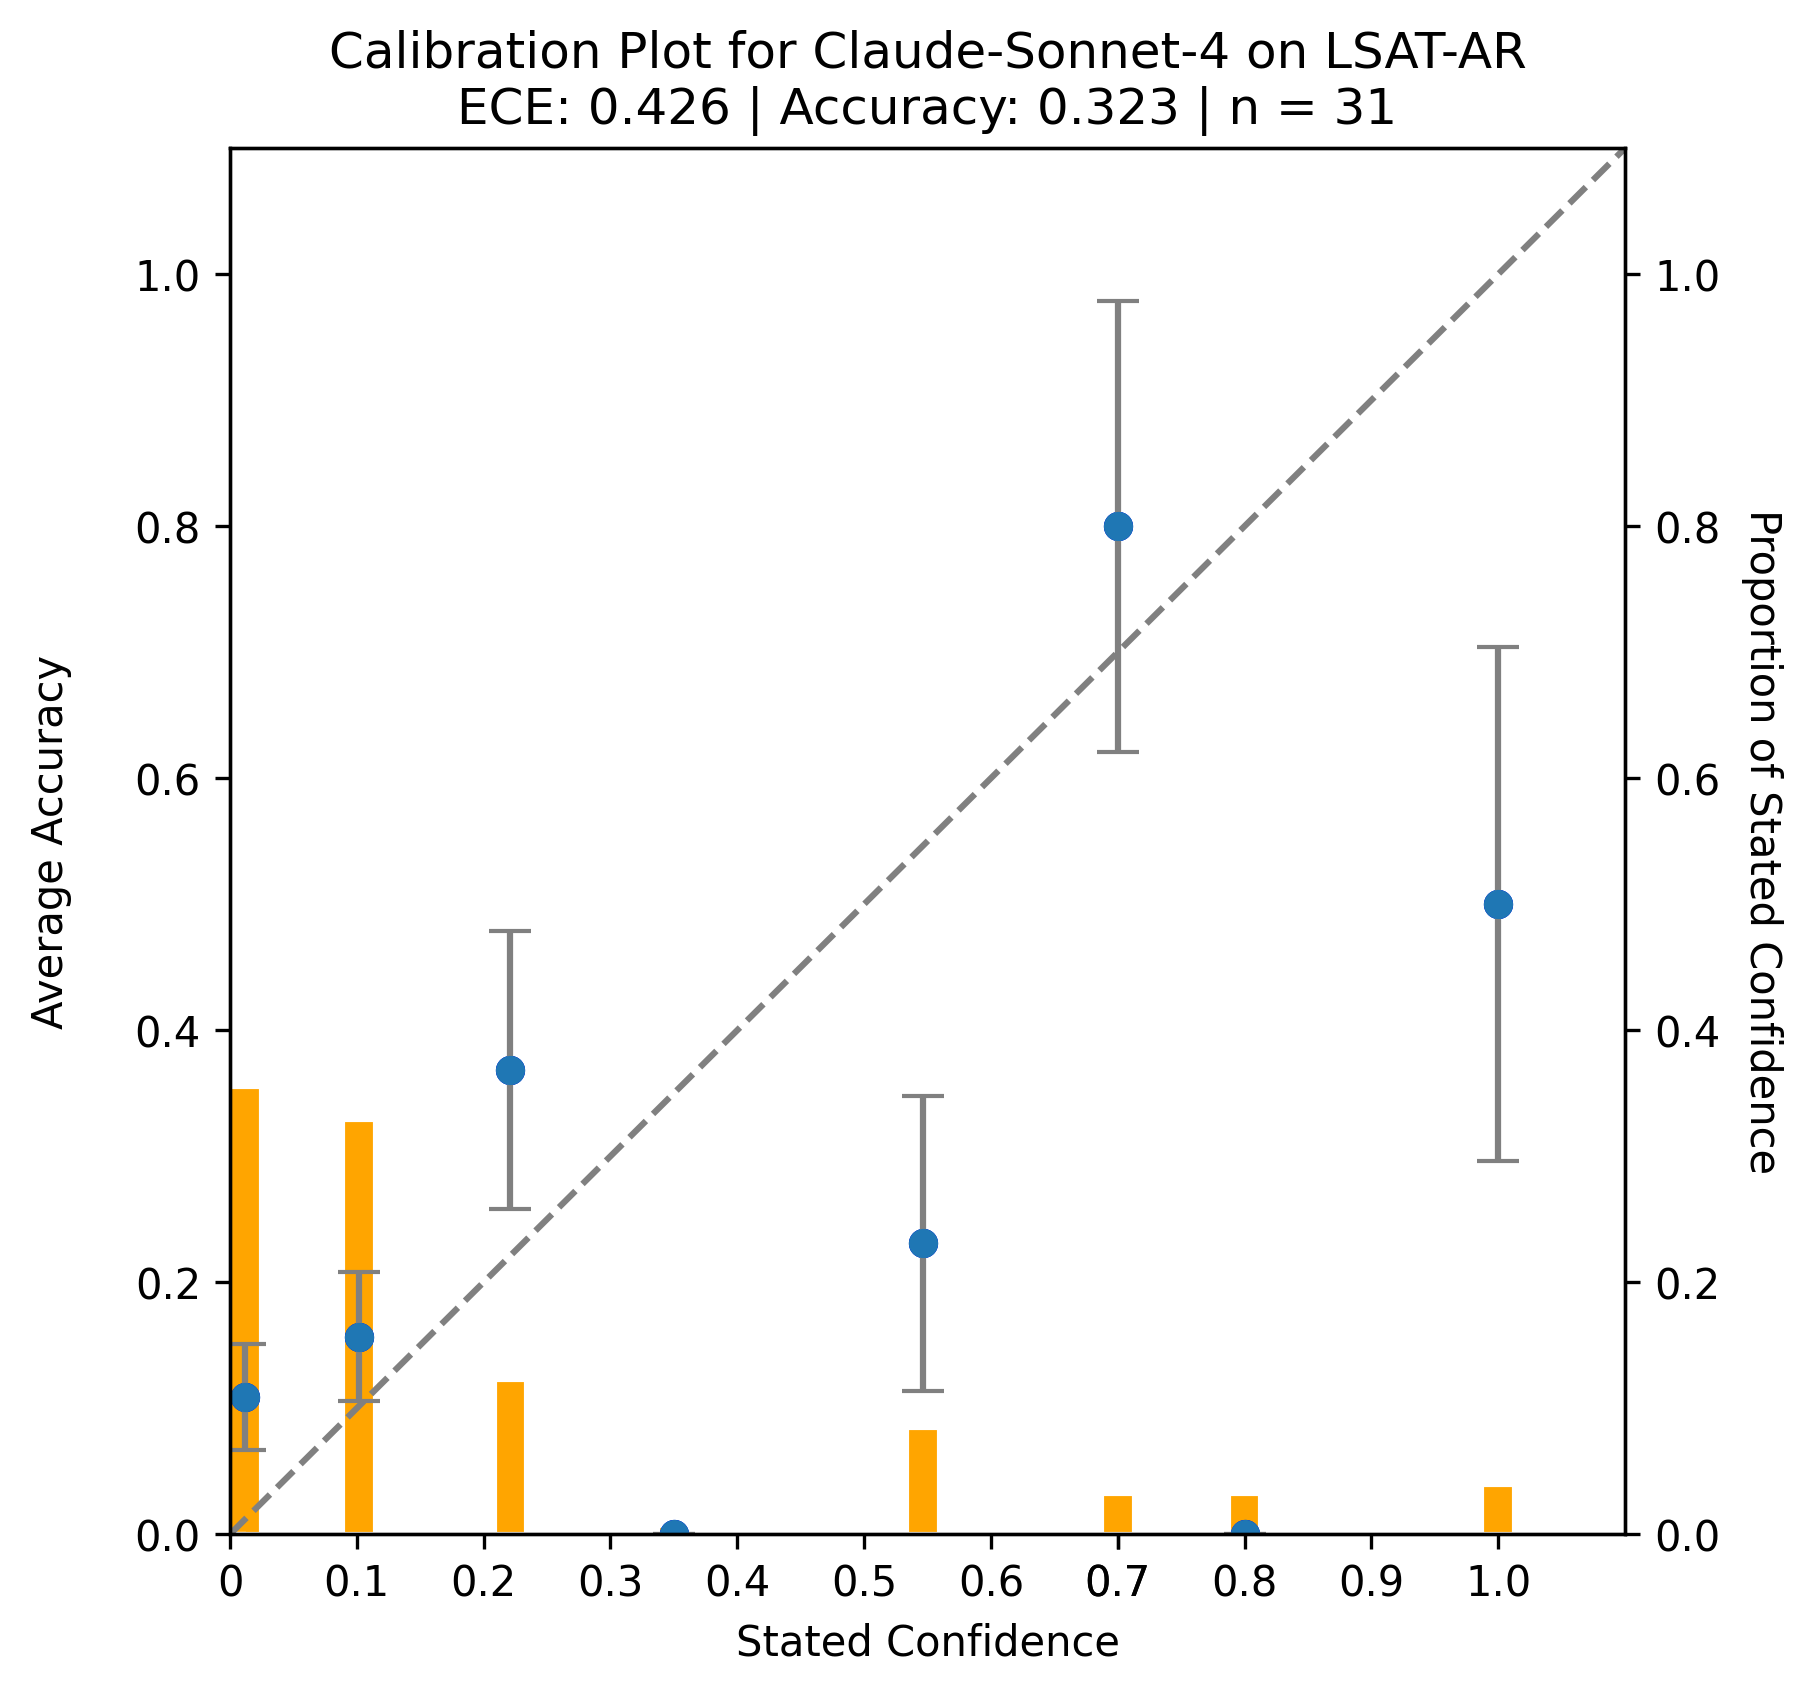 Calibration Plot for Claude-Sonnet-4 on LSAT-AR
ECE: 0.426 | Accuracy: 0.323 | n = 31
Average Accuracy
1.0
0.8
0.6
0.4
0.2
0.0
1.0
0.8
0.6
0.4
0.2
0.0
Proportion of Stated Confidence
0 0.1 0.2 0.3 0.4 0.5 0.6 0.7 0.8 0.9 1.0
Stated Confidence